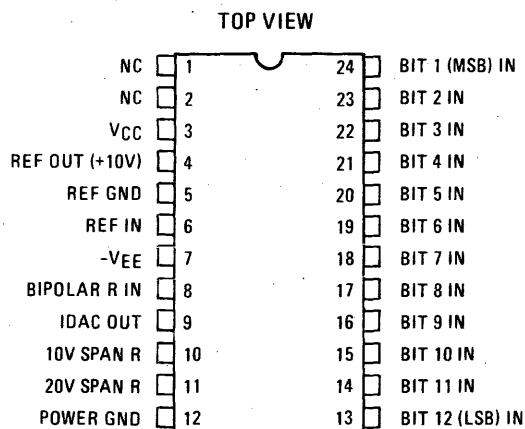 TOP VIEW
NC 1 24 BIT 1 (MSB) IN
NC 2 23 BIT 2 IN
VCC 3 22 BIT 3 IN
REF OUT (+10V) 4 21 BIT 4 IN
REF GND 5 20 BIT 5 IN
REF IN 6 19 BIT 6 IN
-VEE 7 18 BIT 7 IN
BIPOLAR R IN 8 17 BIT 8 IN
IDAC OUT 9 16 BIT 9 IN
10V SPAN R 10 15 BIT 10 IN
20V SPAN R 11 14 BIT 11 IN
POWER GND 12 13 BIT 12 (LSB) IN